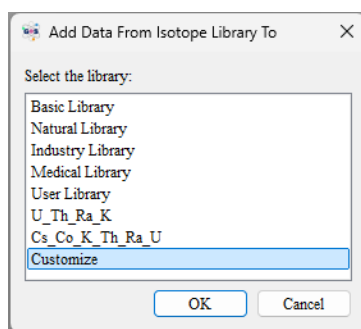 Add Data From Isotope Library To
Select the library:
Basic Library
Natural Library
Industry Library
Medical Library
User Library
U_Th_Ra_K
Cs_Co_K_Th_Ra_U
Customize
OK Cancel